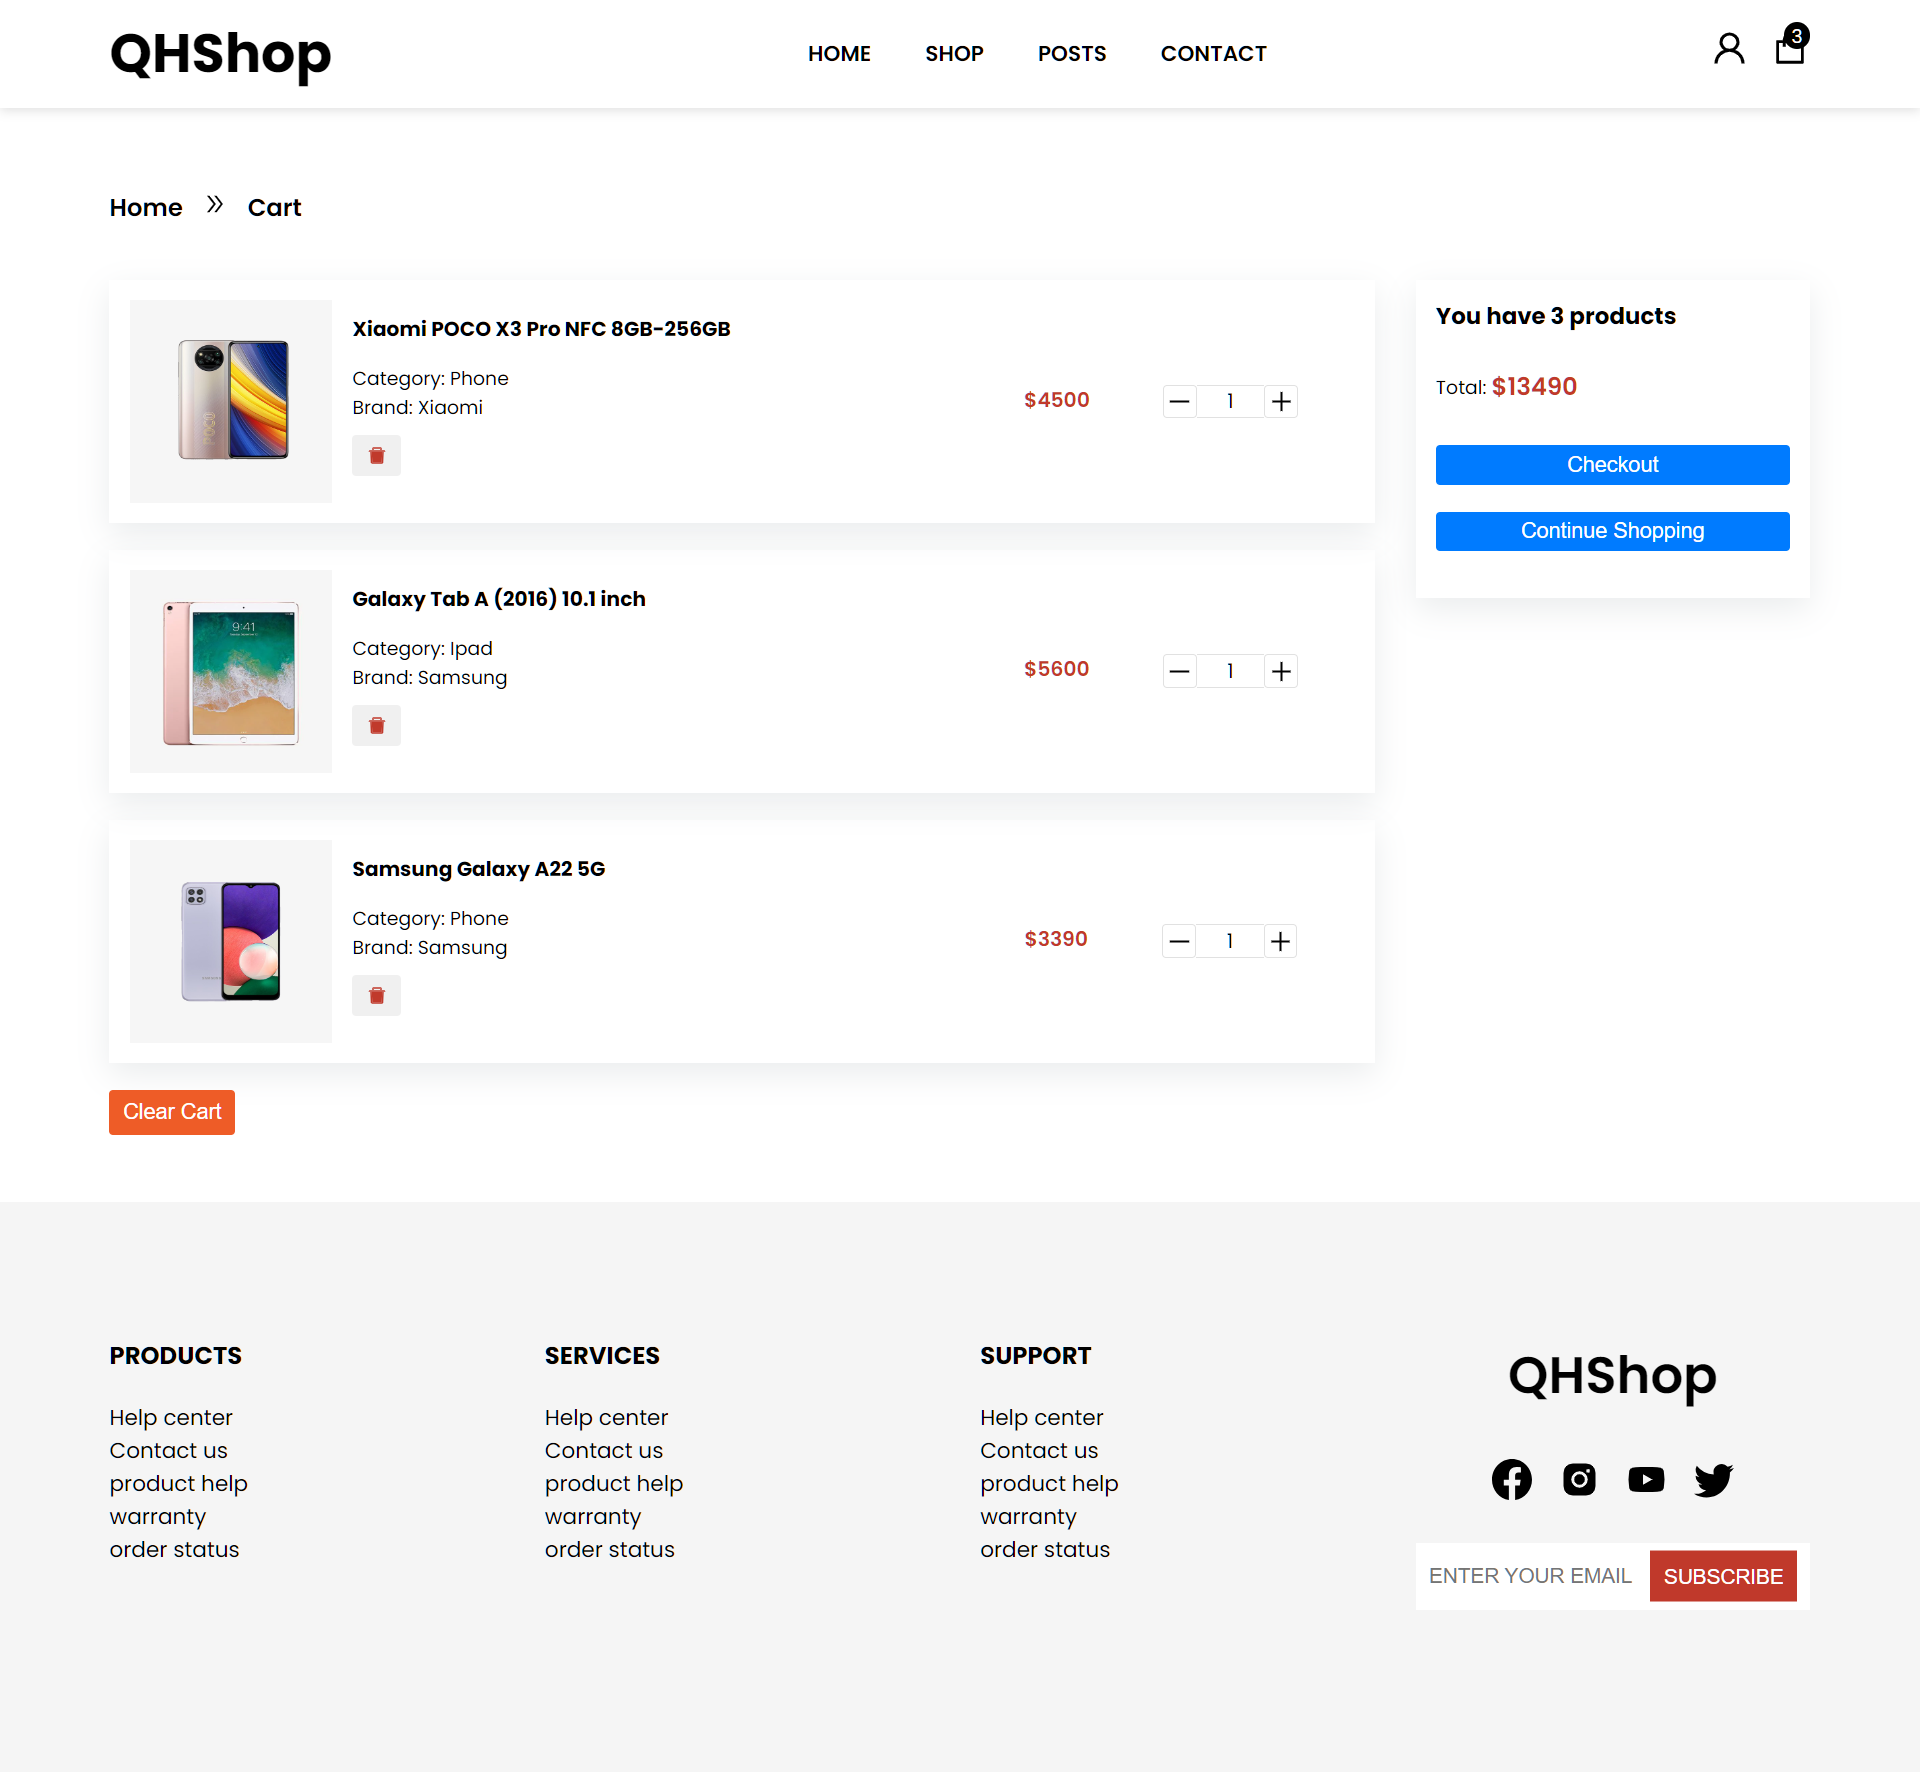 QHShop
HOME SHOP POSTS CONTACT
3
Home » Cart
Xiaomi POCO X3 Pro NFC 8GB-256GB
Category: Phone
Brand: Xiaomi
$4500
1
POCO
Galaxy Tab A (2016) 10.1 inch
Category: Ipad
Brand: Samsung
$5600
1
9:41
Samsung Galaxy A22 5G
Category: Phone
Brand: Samsung
$3390
1
Clear Cart
You have 3 products
Total: $13490
Checkout
Continue Shopping
PRODUCTS
Help center
Contact us
product help
warranty
order status
SERVICES
Help center
Contact us
product help
warranty
order status
SUPPORT
Help center
Contact us
product help
warranty
order status
QHShop
ENTER YOUR EMAIL
SUBSCRIBE